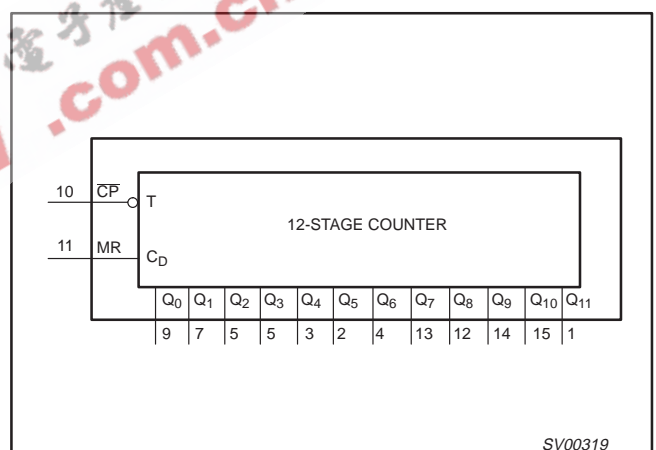 .com.c
10 CP̅ T
12-STAGE COUNTER
11 MR C_D
Q₀ Q₁ Q₂ Q₃ Q₄ Q₅ Q₆ Q₇ Q₈ Q₉ Q₁₀ Q₁₁
9 7 5 5 3 2 4 13 12 14 15 1
SV00319